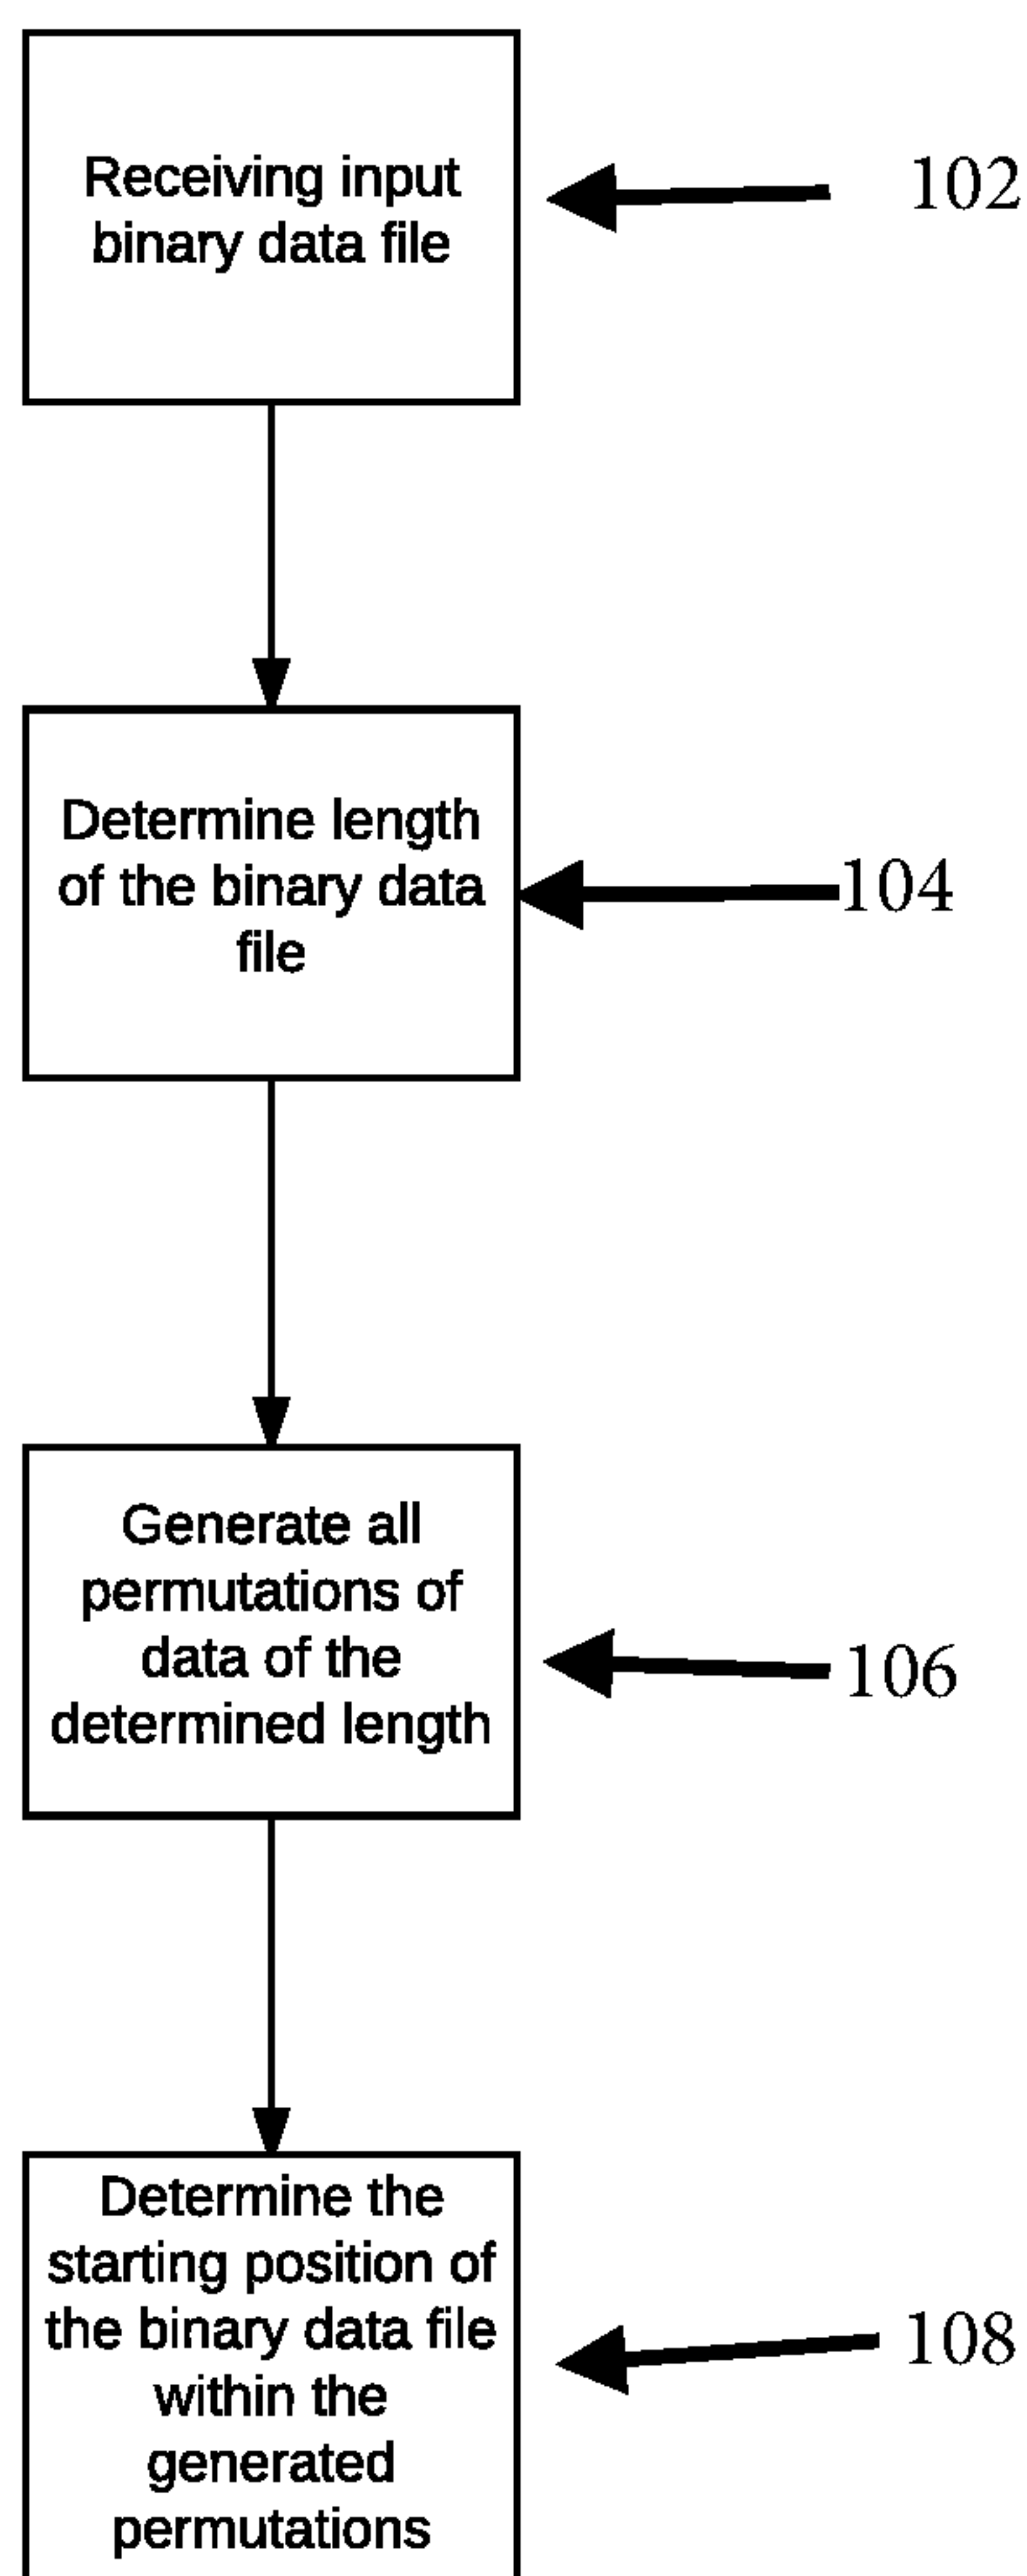 Receiving input
binary data file
102
Determine length
of the binary data
file
104
Generate all
permutations of
data of the
determined length
106
Determine the
starting position of
the binary data file
within the
generated
permutations
108